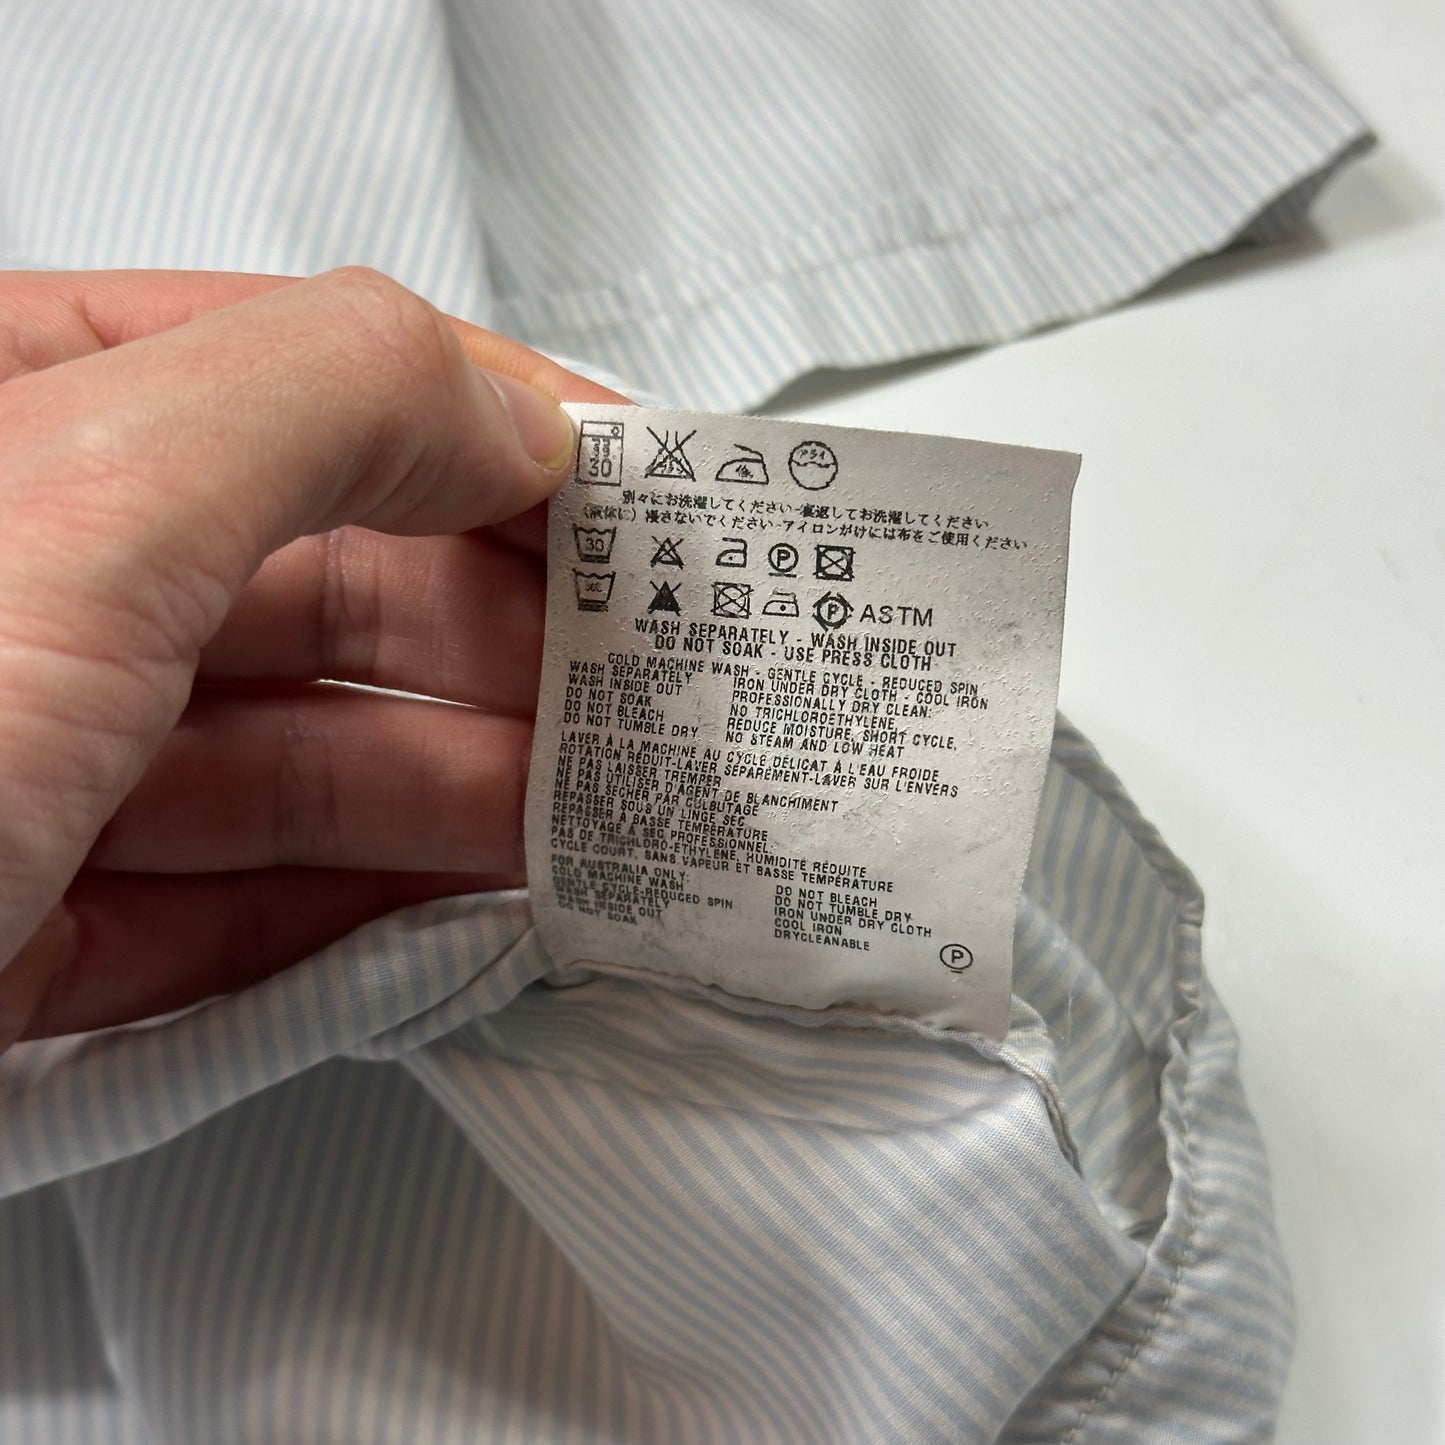 30
ドライ
別々にお洗濯してください-裏返してお洗濯してください
(液体に) 浸さないでください-アイロンがけには布をご使用ください
30
P
30C
P ASTM
WASH SEPARATELY - WASH INSIDE OUT
DO NOT SOAK - USE PRESS CLOTH
COLD MACHINE WASH - GENTLE CYCLE - REDUCED SPIN
WASH SEPARATELY
WASH INSIDE OUT
DO NOT SOAK
DO NOT BLEACH
DO NOT TUMBLE DRY
IRON UNDER DRY CLOTH - COOL IRON
PROFESSIONALLY DRY CLEAN:
NO TRICHLOROETHYLENE,
REDUCE MOISTURE, SHORT CYCLE,
NO STEAM AND LOW HEAT
LAVER À LA MACHINE AU CYCLE DÉLICAT À L'EAU FROIDE
ROTATION RÉDUIT-LAVER SÉPARÉMENT-LAVER SUR L'ENVERS
NE PAS LAISSER TREMPER
NE PAS UTILISER D'AGENT DE BLANCHIMENT
NE PAS SÉCHER PAR CULBUTAGE
REPASSER SOUS UN LINGE SEC
REPASSER À BASSE TEMPÉRATURE
NETTOYAGE À SEC PROFESSIONNEL:
PAS DE TRICHLORO-ETHYLENE, HUMIDITÉ RÉDUITE
CYCLE COURT, SANS VAPEUR ET BASSE TEMPÉRATURE
FOR AUSTRALIA ONLY:
COLD MACHINE WASH
GENTLE CYCLE-REDUCED SPIN
WASH SEPARATELY
WASH INSIDE OUT
DO NOT SOAK
DO NOT BLEACH
DO NOT TUMBLE DRY
IRON UNDER DRY CLOTH
COOL IRON
DRYCLEANABLE
P